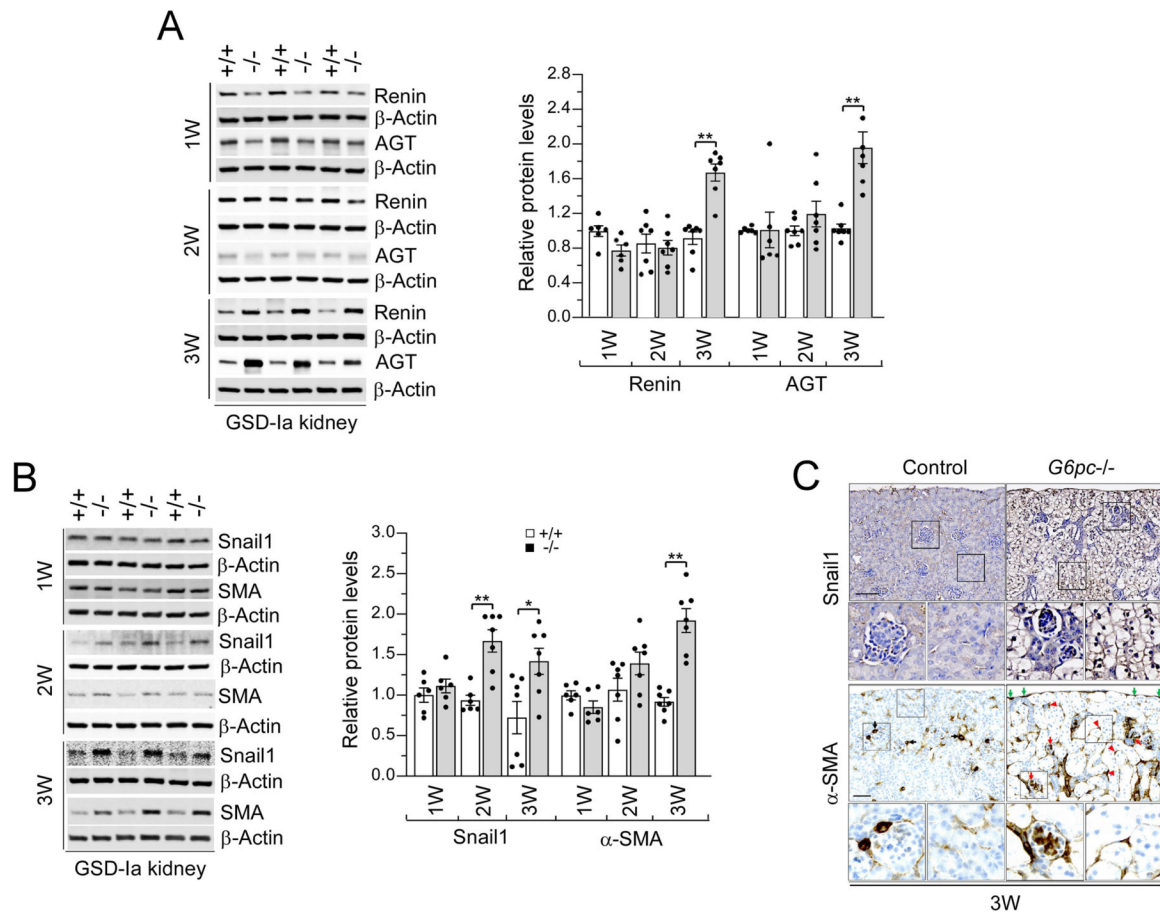 A
+/+ -/- +/+ -/- +/+ -/-
1W
Renin
β-Actin
AGT
β-Actin
2W
Renin
β-Actin
AGT
β-Actin
3W
Renin
β-Actin
AGT
β-Actin
GSD-Ia kidney
Relative protein levels
2.8
2.4
2.0
1.6
1.2
0.8
0.4
0.0
** **
1W 2W 3W 1W 2W 3W
Renin AGT
B
+/+ -/- +/+ -/- +/+ -/-
1W
Snail1
β-Actin
SMA
β-Actin
2W
Snail1
β-Actin
SMA
β-Actin
3W
Snail1
β-Actin
SMA
β-Actin
GSD-Ia kidney
Relative protein levels
3.0
2.5
2.0
1.5
1.0
0.5
0.0
+/+
-/-
** * **
1W 2W 3W 1W 2W 3W
Snail1 α-SMA
C
Control G6pc-/-
Snail1
α-SMA
3W